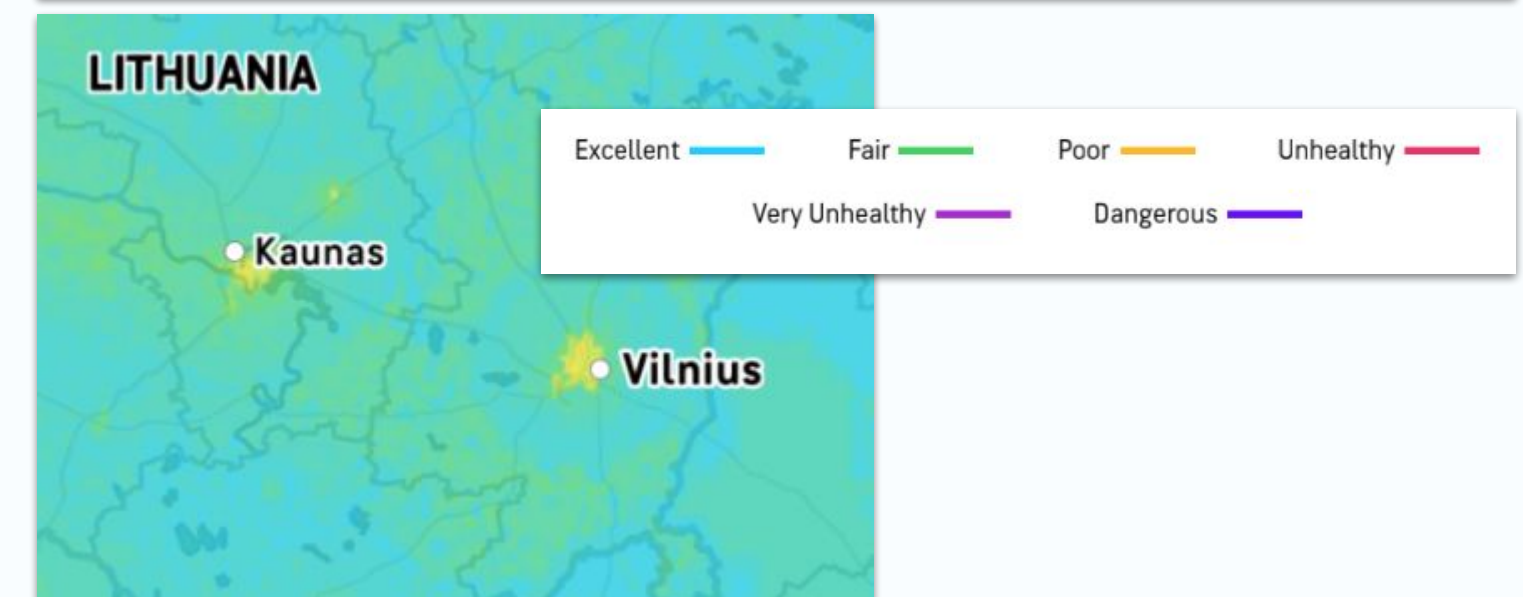 LITHUANIA
Excellent Fair Poor Unhealthy
Very Unhealthy Dangerous
Kaunas
Vilnius